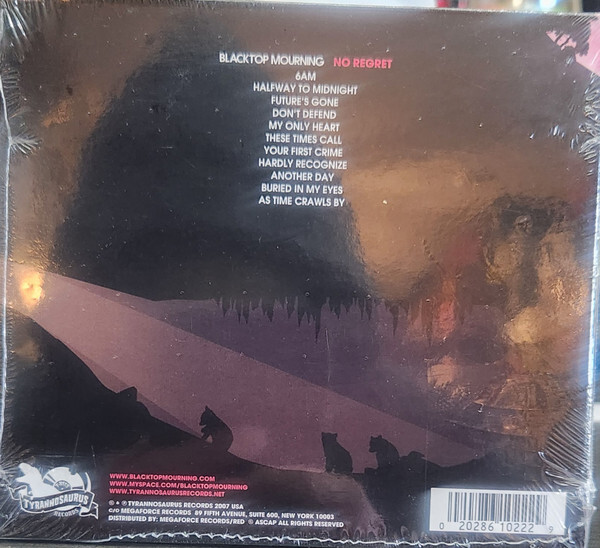 BLACKTOP MOURNING NO REGRET
6AM
HALFWAY TO MIDNIGHT
FUTURE'S GONE
DON'T DEFEND
MY ONLY HEART
THESE TIMES CALL
YOUR FIRST CRIME
HARDLY RECOGNIZE
ANOTHER DAY
BURIED IN MY EYES
AS TIME CRAWLS BY
TYRANNOSAURUS
RECORDS
WWW.BLACKTOPMOURNING.COM
WWW.MYSPACE.COM/BLACKTOPMOURNING
WWW.TYRANNOSAURUSRECORDS.NET
© + ℗ TYRANNOSAURUS RECORDS 2007 USA
C/O MEGAFORCE RECORDS 89 FIFTH AVENUE, SUITE 600, NEW YORK 10003
DISTRIBUTED BY: MEGAFORCE RECORDS/RED © ASCAP ALL RIGHTS RESERVED
0 20286 10222 9